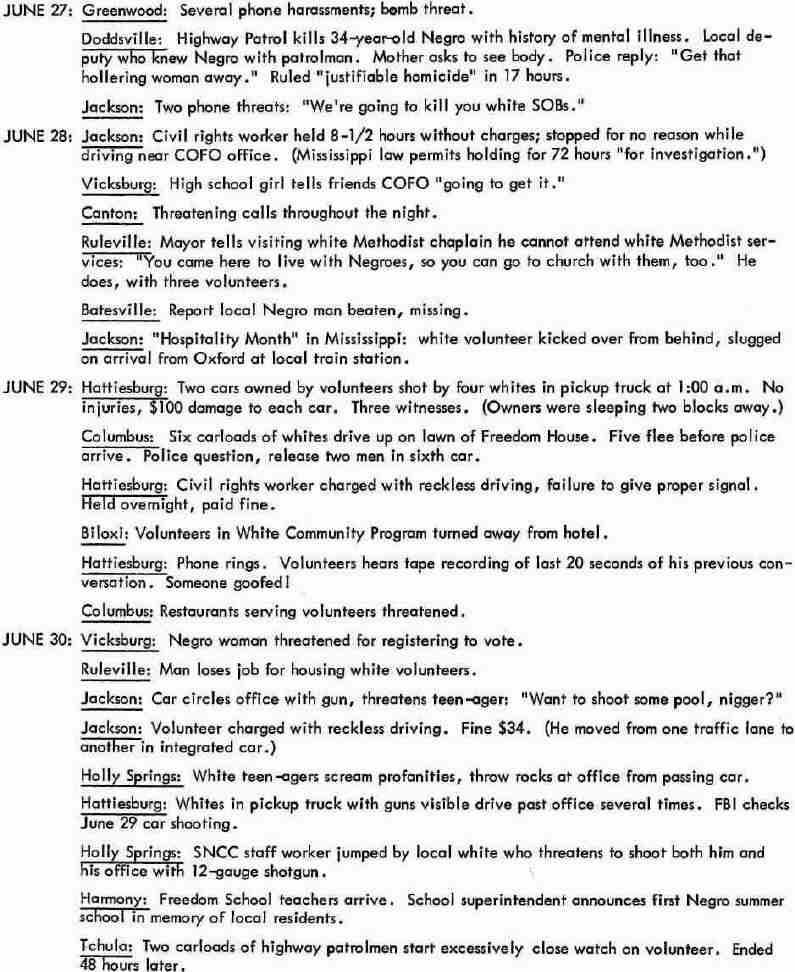 JUNE 27: Greenwood: Several phone harassments; bomb threat.
Doddsville: Highway Patrol kills 34-year-old Negro with history of mental illness. Local de-
puty who knew Negro with patrolman. Mother asks to see body. Police reply: "Get that
hollering woman away." Ruled "justifiable homicide" in 17 hours.
Jackson: Two phone threats: "We're going to kill you white SOBs."
JUNE 28: Jackson: Civil rights worker held 8-1/2 hours without charges; stopped for no reason while
driving near COFO office. (Mississippi law permits holding for 72 hours "for investigation.")
Vicksburg: High school girl tells friends COFO "going to get it."
Canton: Threatening calls throughout the night.
Ruleville: Mayor tells visiting white Methodist chaplain he cannot attend white Methodist ser-
vices: "You came here to live with Negroes, so you can go to church with them, too." He
does, with three volunteers.
Batesville: Report local Negro man beaten, missing.
Jackson: "Hospitality Month" in Mississippi: white volunteer kicked over from behind, slugged
on arrival from Oxford at local train station.
JUNE 29: Hattiesburg: Two cars owned by volunteers shot by four whites in pickup truck at 1:00 a.m. No
injuries, $100 damage to each car. Three witnesses. (Owners were sleeping two blocks away.)
Columbus: Six carloads of whites drive up on lawn of Freedom House. Five flee before police
arrive. Police question, release two men in sixth car.
Hattiesburg: Civil rights worker charged with reckless driving, failure to give proper signal.
Held overnight, paid fine.
Biloxi: Volunteers in White Community Program turned away from hotel.
Hattiesburg: Phone rings. Volunteers hears tape recording of last 20 seconds of his previous con-
versation. Someone goofed!
Columbus: Restaurants serving volunteers threatened.
JUNE 30: Vicksburg: Negro woman threatened for registering to vote.
Ruleville: Man loses job for housing white volunteers.
Jackson: Car circles office with gun, threatens teen-ager: "Want to shoot some pool, nigger?"
Jackson: Volunteer charged with reckless driving. Fine $34. (He moved from one traffic lane to
another in integrated car.)
Holly Springs: White teen-agers scream profanities, throw rocks at office from passing car.
Hattiesburg: Whites in pickup truck with guns visible drive past office several times. FBI checks
June 29 car shooting.
Holly Springs: SNCC staff worker jumped by local white who threatens to shoot both him and
his office with 12-gauge shotgun.
Harmony: Freedom School teachers arrive. School superintendent announces first Negro summer
school in memory of local residents.
Tchula: Two carloads of highway patrolmen start excessively close watch on volunteer. Ended
48 hours later.